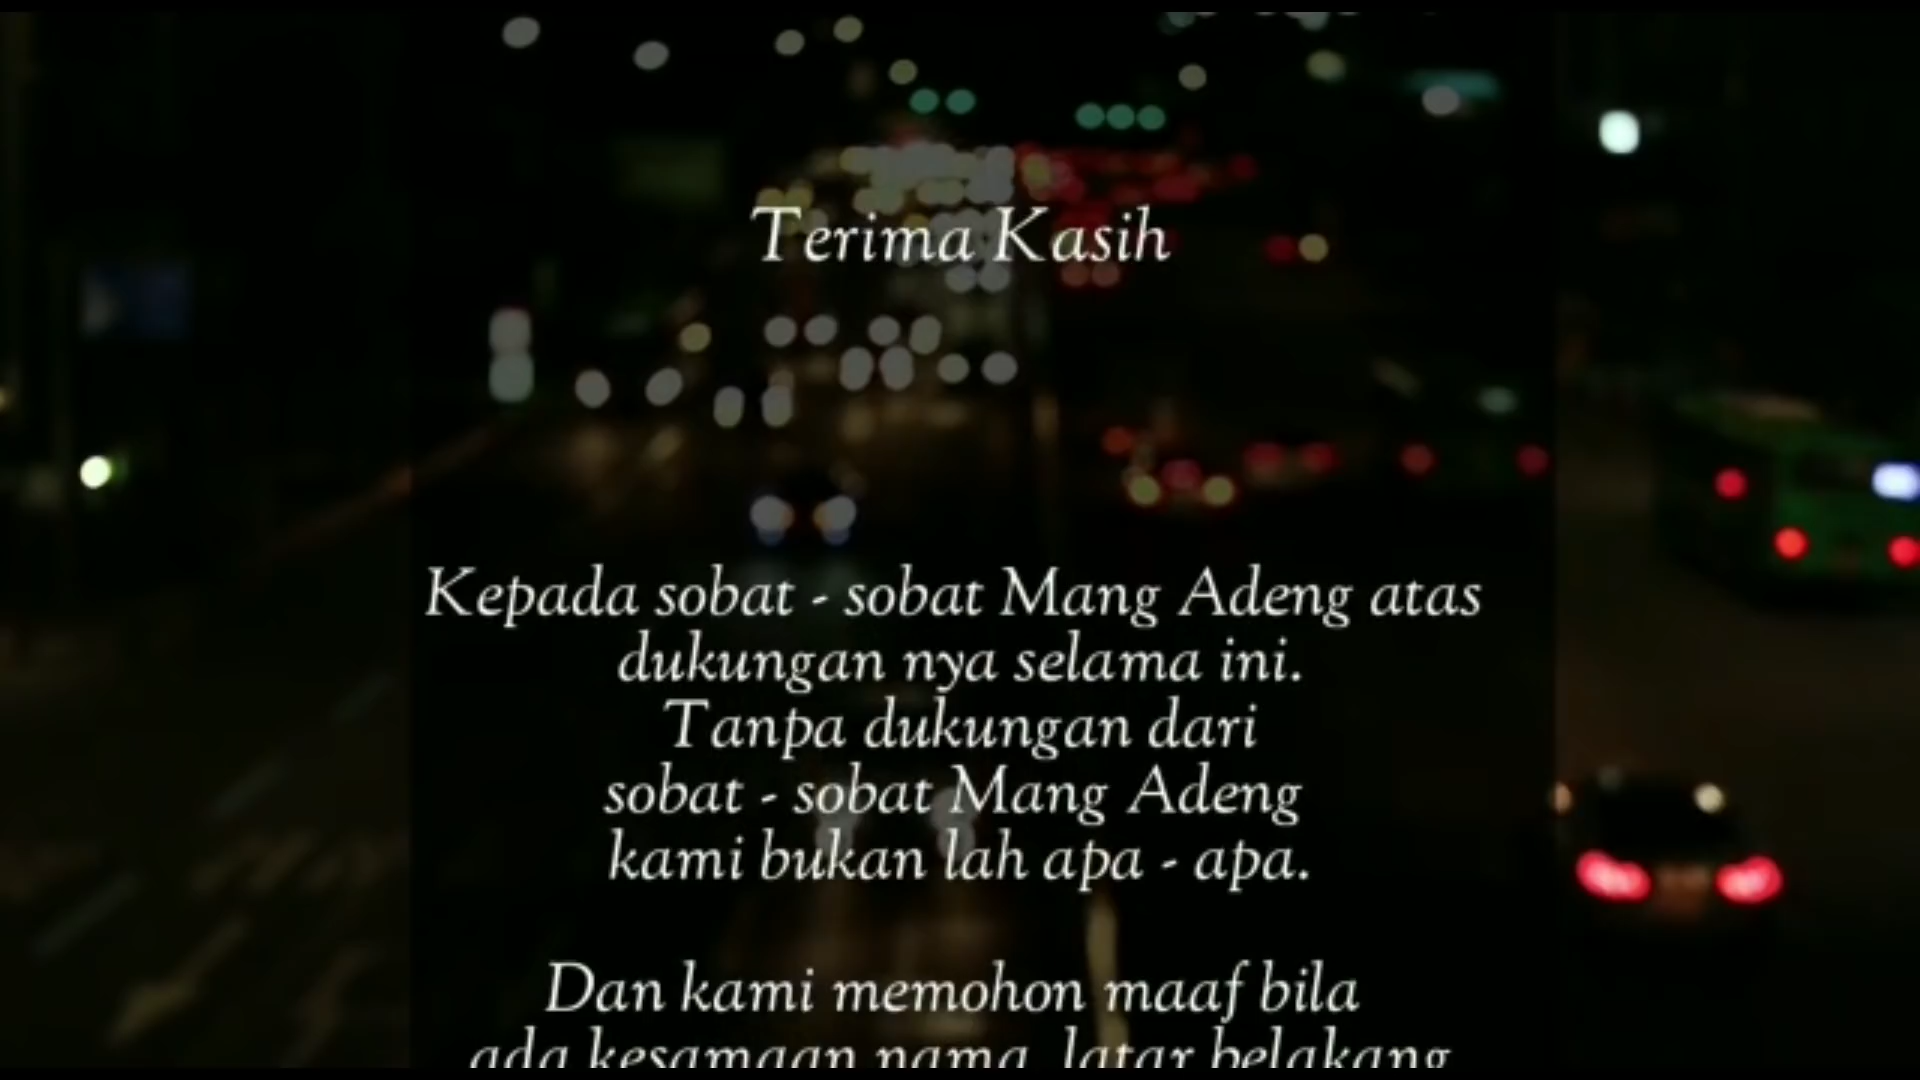 Terima Kasih
Kepada sobat - sobat Mang Adeng atas
dukungan nya selama ini.
Tanpa dukungan dari
sobat - sobat Mang Adeng
kami bukan lah apa - apa.
Dan kami memohon maaf bila
ada kesamaan nama, latar belakang